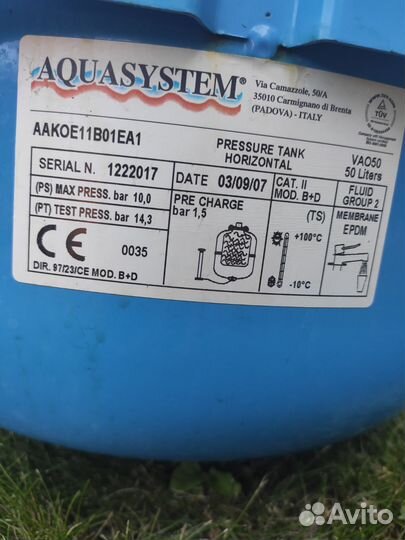 AQUASYSTEM®
Via Camazzole, 50/A
35010 Carmignano di Brenta
(PADOVA) - ITALY
TÜV
AAKOE11B01EA1
PRESSURE TANK
HORIZONTAL
VAO50
50 Liters
SERIAL N. 1222017
DATE 03/09/07
CAT. II
MOD. B+D
FLUID
GROUP 2
(PS) MAX PRESS. bar 10,0
(PT) TEST PRESS. bar 14,3
PRE CHARGE
bar 1,5
(TS)
+100°C
-10°C
MEMBRANE
EPDM
CE 0035
DIR. 97/23/CE MOD. B+D
Avito